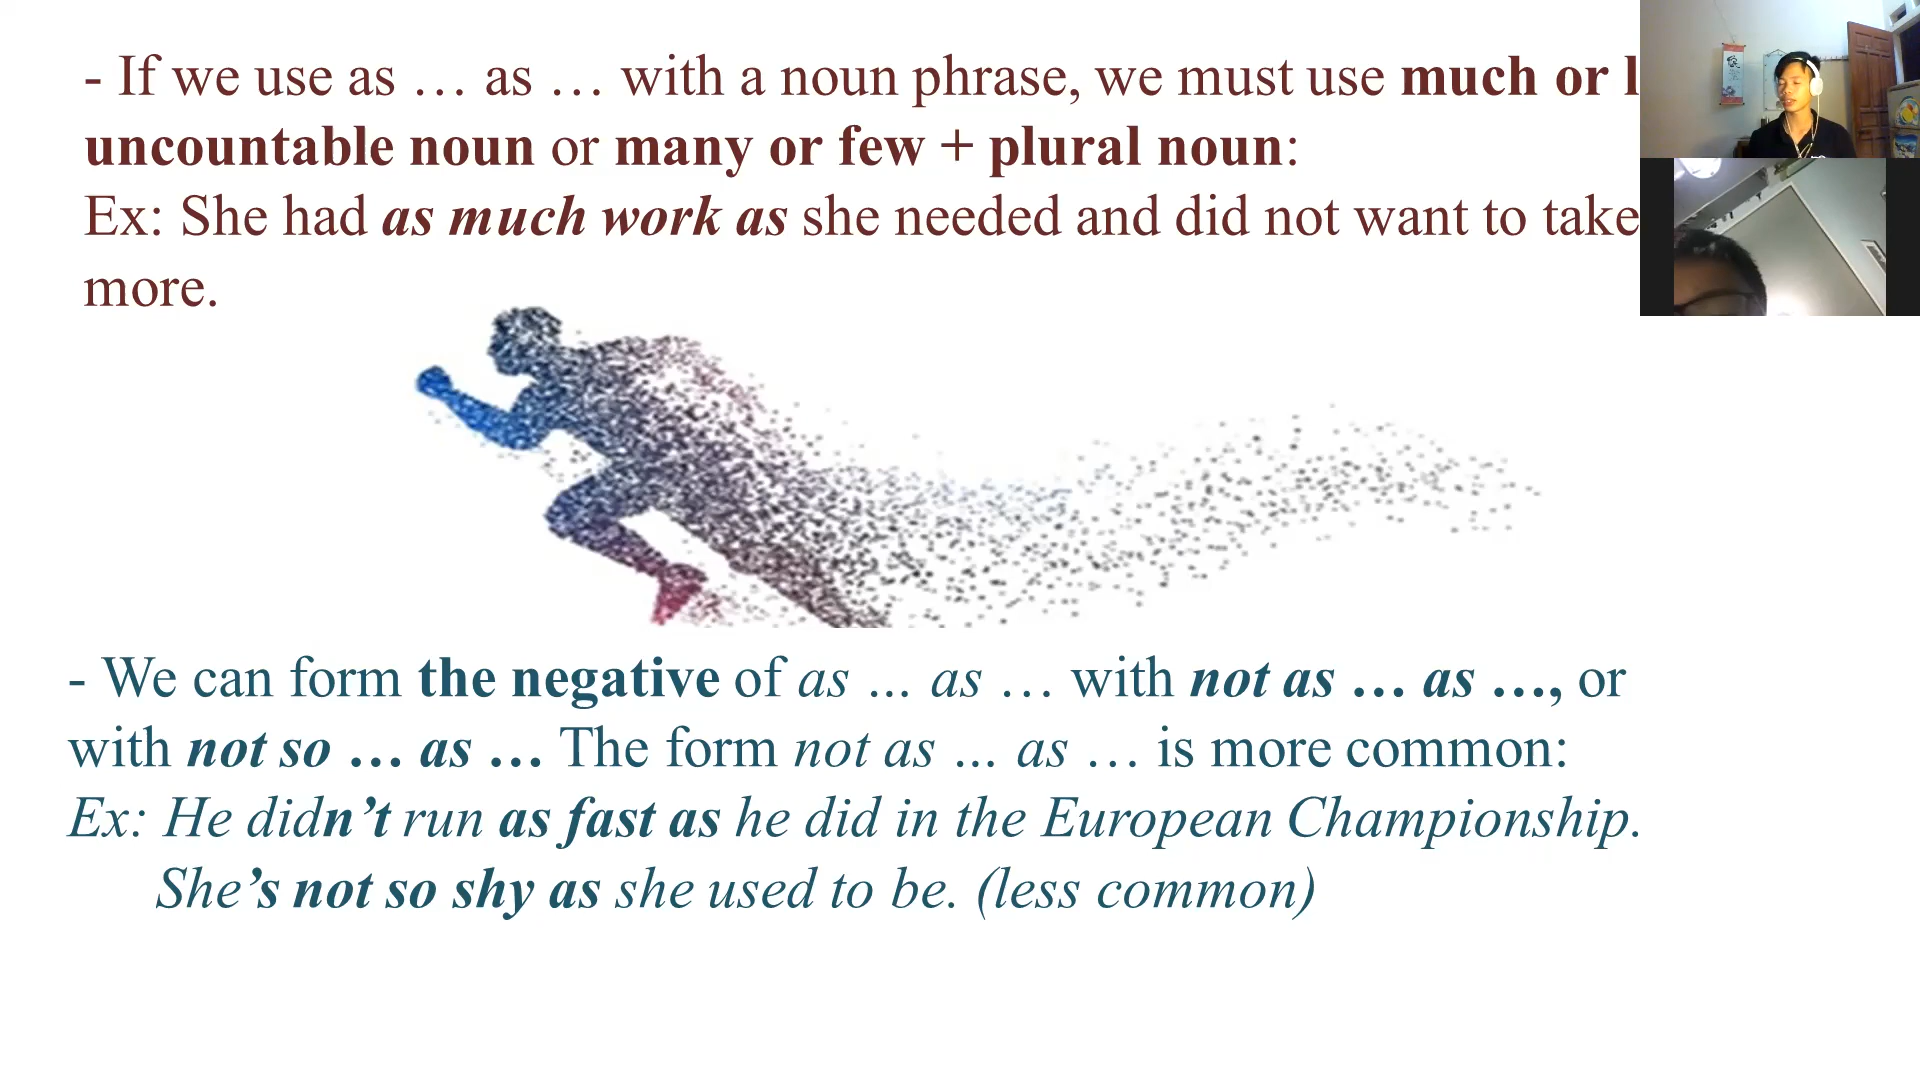 - If we use as … as … with a noun phrase, we must use much or l
uncountable noun or many or few + plural noun:
Ex: She had as much work as she needed and did not want to take
more.
- We can form the negative of as ... as … with not as … as …, or
with not so … as … The form not as ... as … is more common:
Ex: He didn’t run as fast as he did in the European Championship.
She’s not so shy as she used to be. (less common)